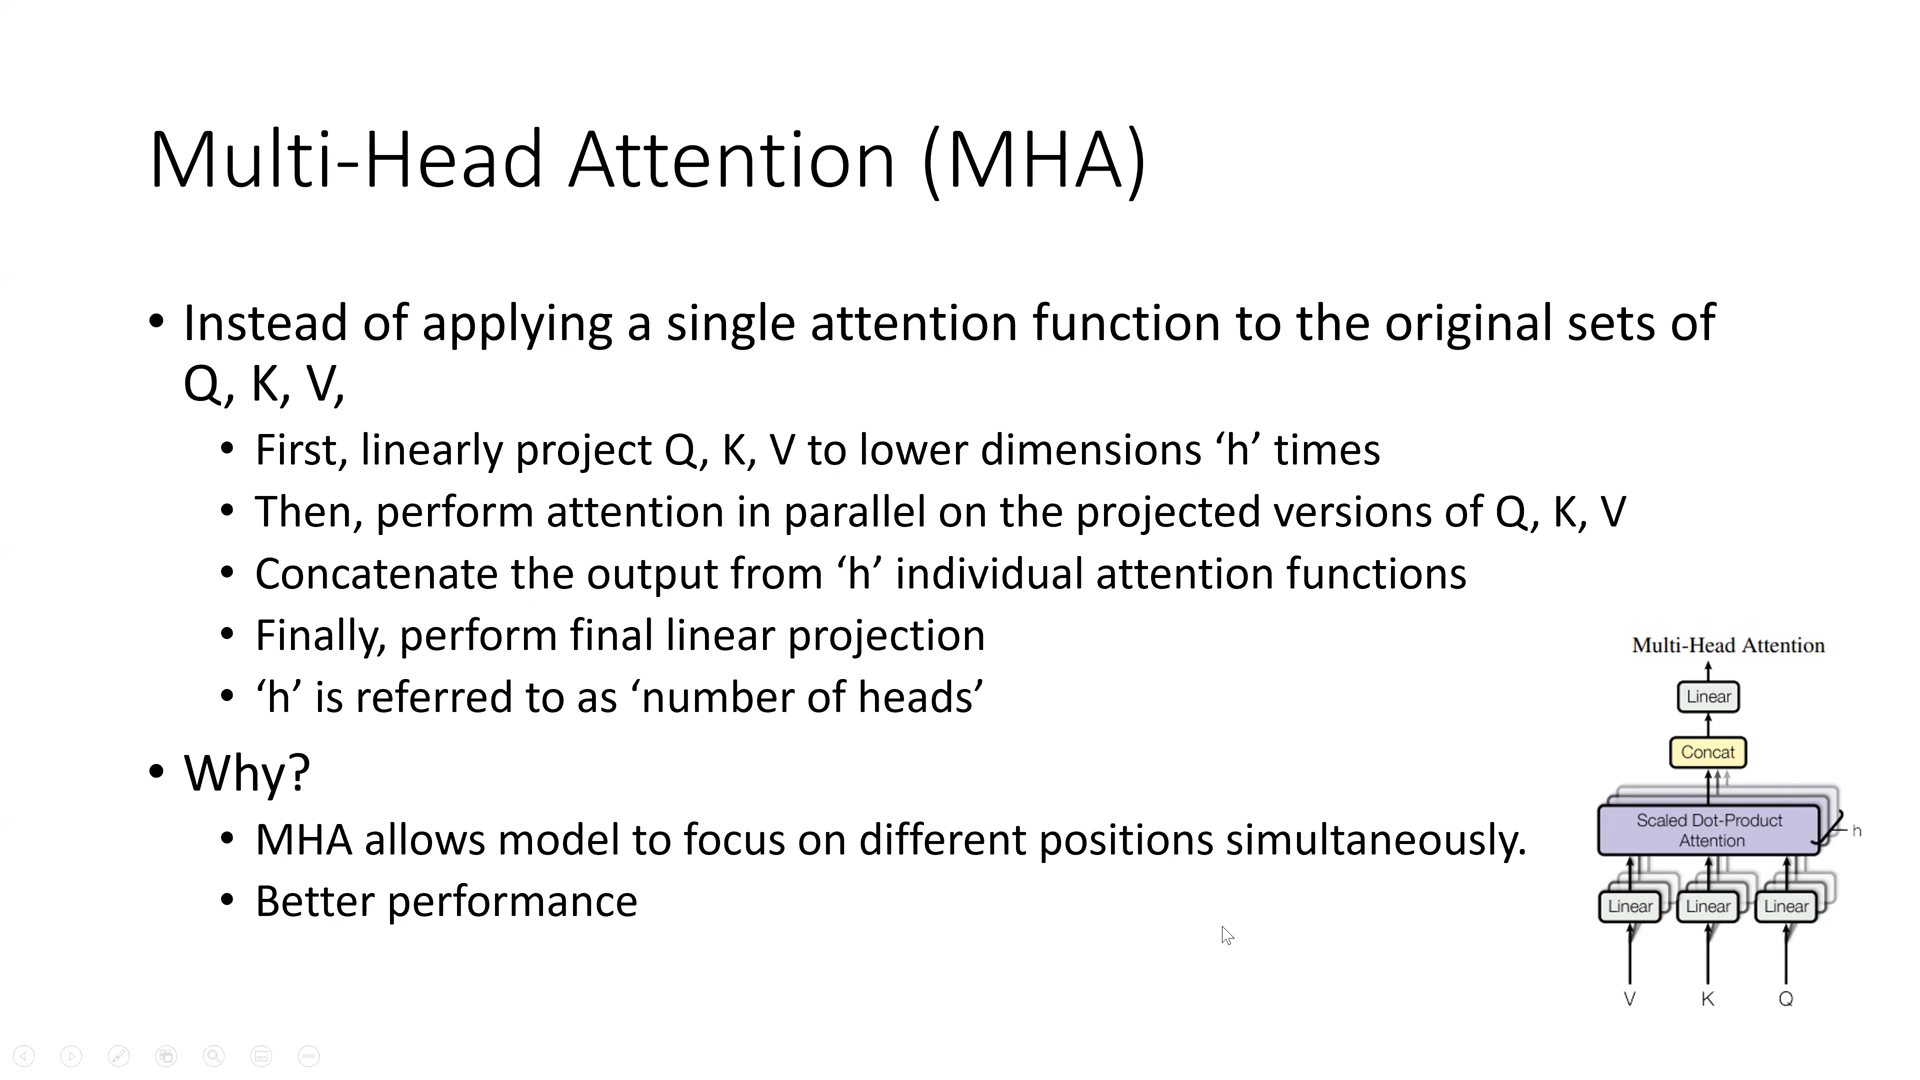 Multi-Head Attention (MHA)
• Instead of applying a single attention function to the original sets of
Q, K, V,
• First, linearly project Q, K, V to lower dimensions ‘h’ times
• Then, perform attention in parallel on the projected versions of Q, K, V
• Concatenate the output from ‘h’ individual attention functions
• Finally, perform final linear projection
• ‘h’ is referred to as ‘number of heads’
• Why?
• MHA allows model to focus on different positions simultaneously.
• Better performance
Multi-Head Attention
Linear
Concat
Scaled Dot-Product
Attention
h
Linear Linear Linear
V K Q